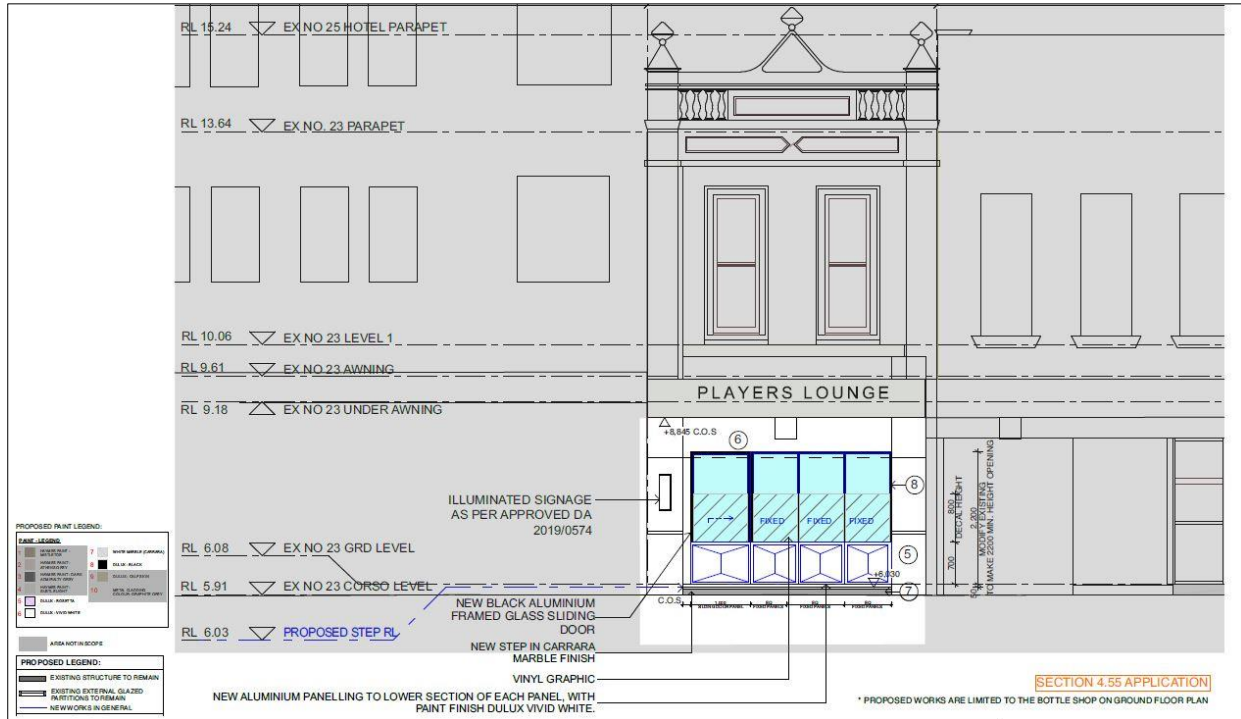 RL 15.24 EX NO 25 HOTEL PARAPET
RL 13.64 EX NO. 23 PARAPET
RL 10.06 EX NO 23 LEVEL 1
RL 9.61 EX NO 23 AWNING
PLAYERS LOUNGE
RL 9.18 EX NO 23 UNDER AWNING
+8,845 C.O.S
6
8
ILLUMINATED SIGNAGE
AS PER APPROVED DA
2019/0574
FIXED FIXED FIXED
800
DECAL HEIGHT
2,200
MODIFY EXISTING
TO MAKE 2200 MIN. HEIGHT OPENING
700
50
5
RL 6.08 EX NO 23 GRD LEVEL
+6,030
RL 5.91 EX NO 23 CORSO LEVEL
7
C.O.S.
NEW BLACK ALUMINIUM
FRAMED GLASS SLIDING
DOOR
RL 6.03 PROPOSED STEP RL
NEW STEP IN CARRARA
MARBLE FINISH
VINYL GRAPHIC
NEW ALUMINIUM PANELLING TO LOWER SECTION OF EACH PANEL, WITH
PAINT FINISH DULUX VIVID WHITE.
SECTION 4.55 APPLICATION
* PROPOSED WORKS ARE LIMITED TO THE BOTTLE SHOP ON GROUND FLOOR PLAN
PROPOSED PAINT LEGEND:
PAINT - LEGEND
7 WHITE MARBLE (CARRARA)
8 DULUX - BLACK
10
5 DULUX - ROSETTA
6 DULUX - VIVID WHITE
AREA NOT IN SCOPE
PROPOSED LEGEND:
EXISTING STRUCTURE TO REMAIN
EXISTING EXTERNAL GLAZED
PARTITIONS TO REMAIN
NEW WORKS IN GENERAL